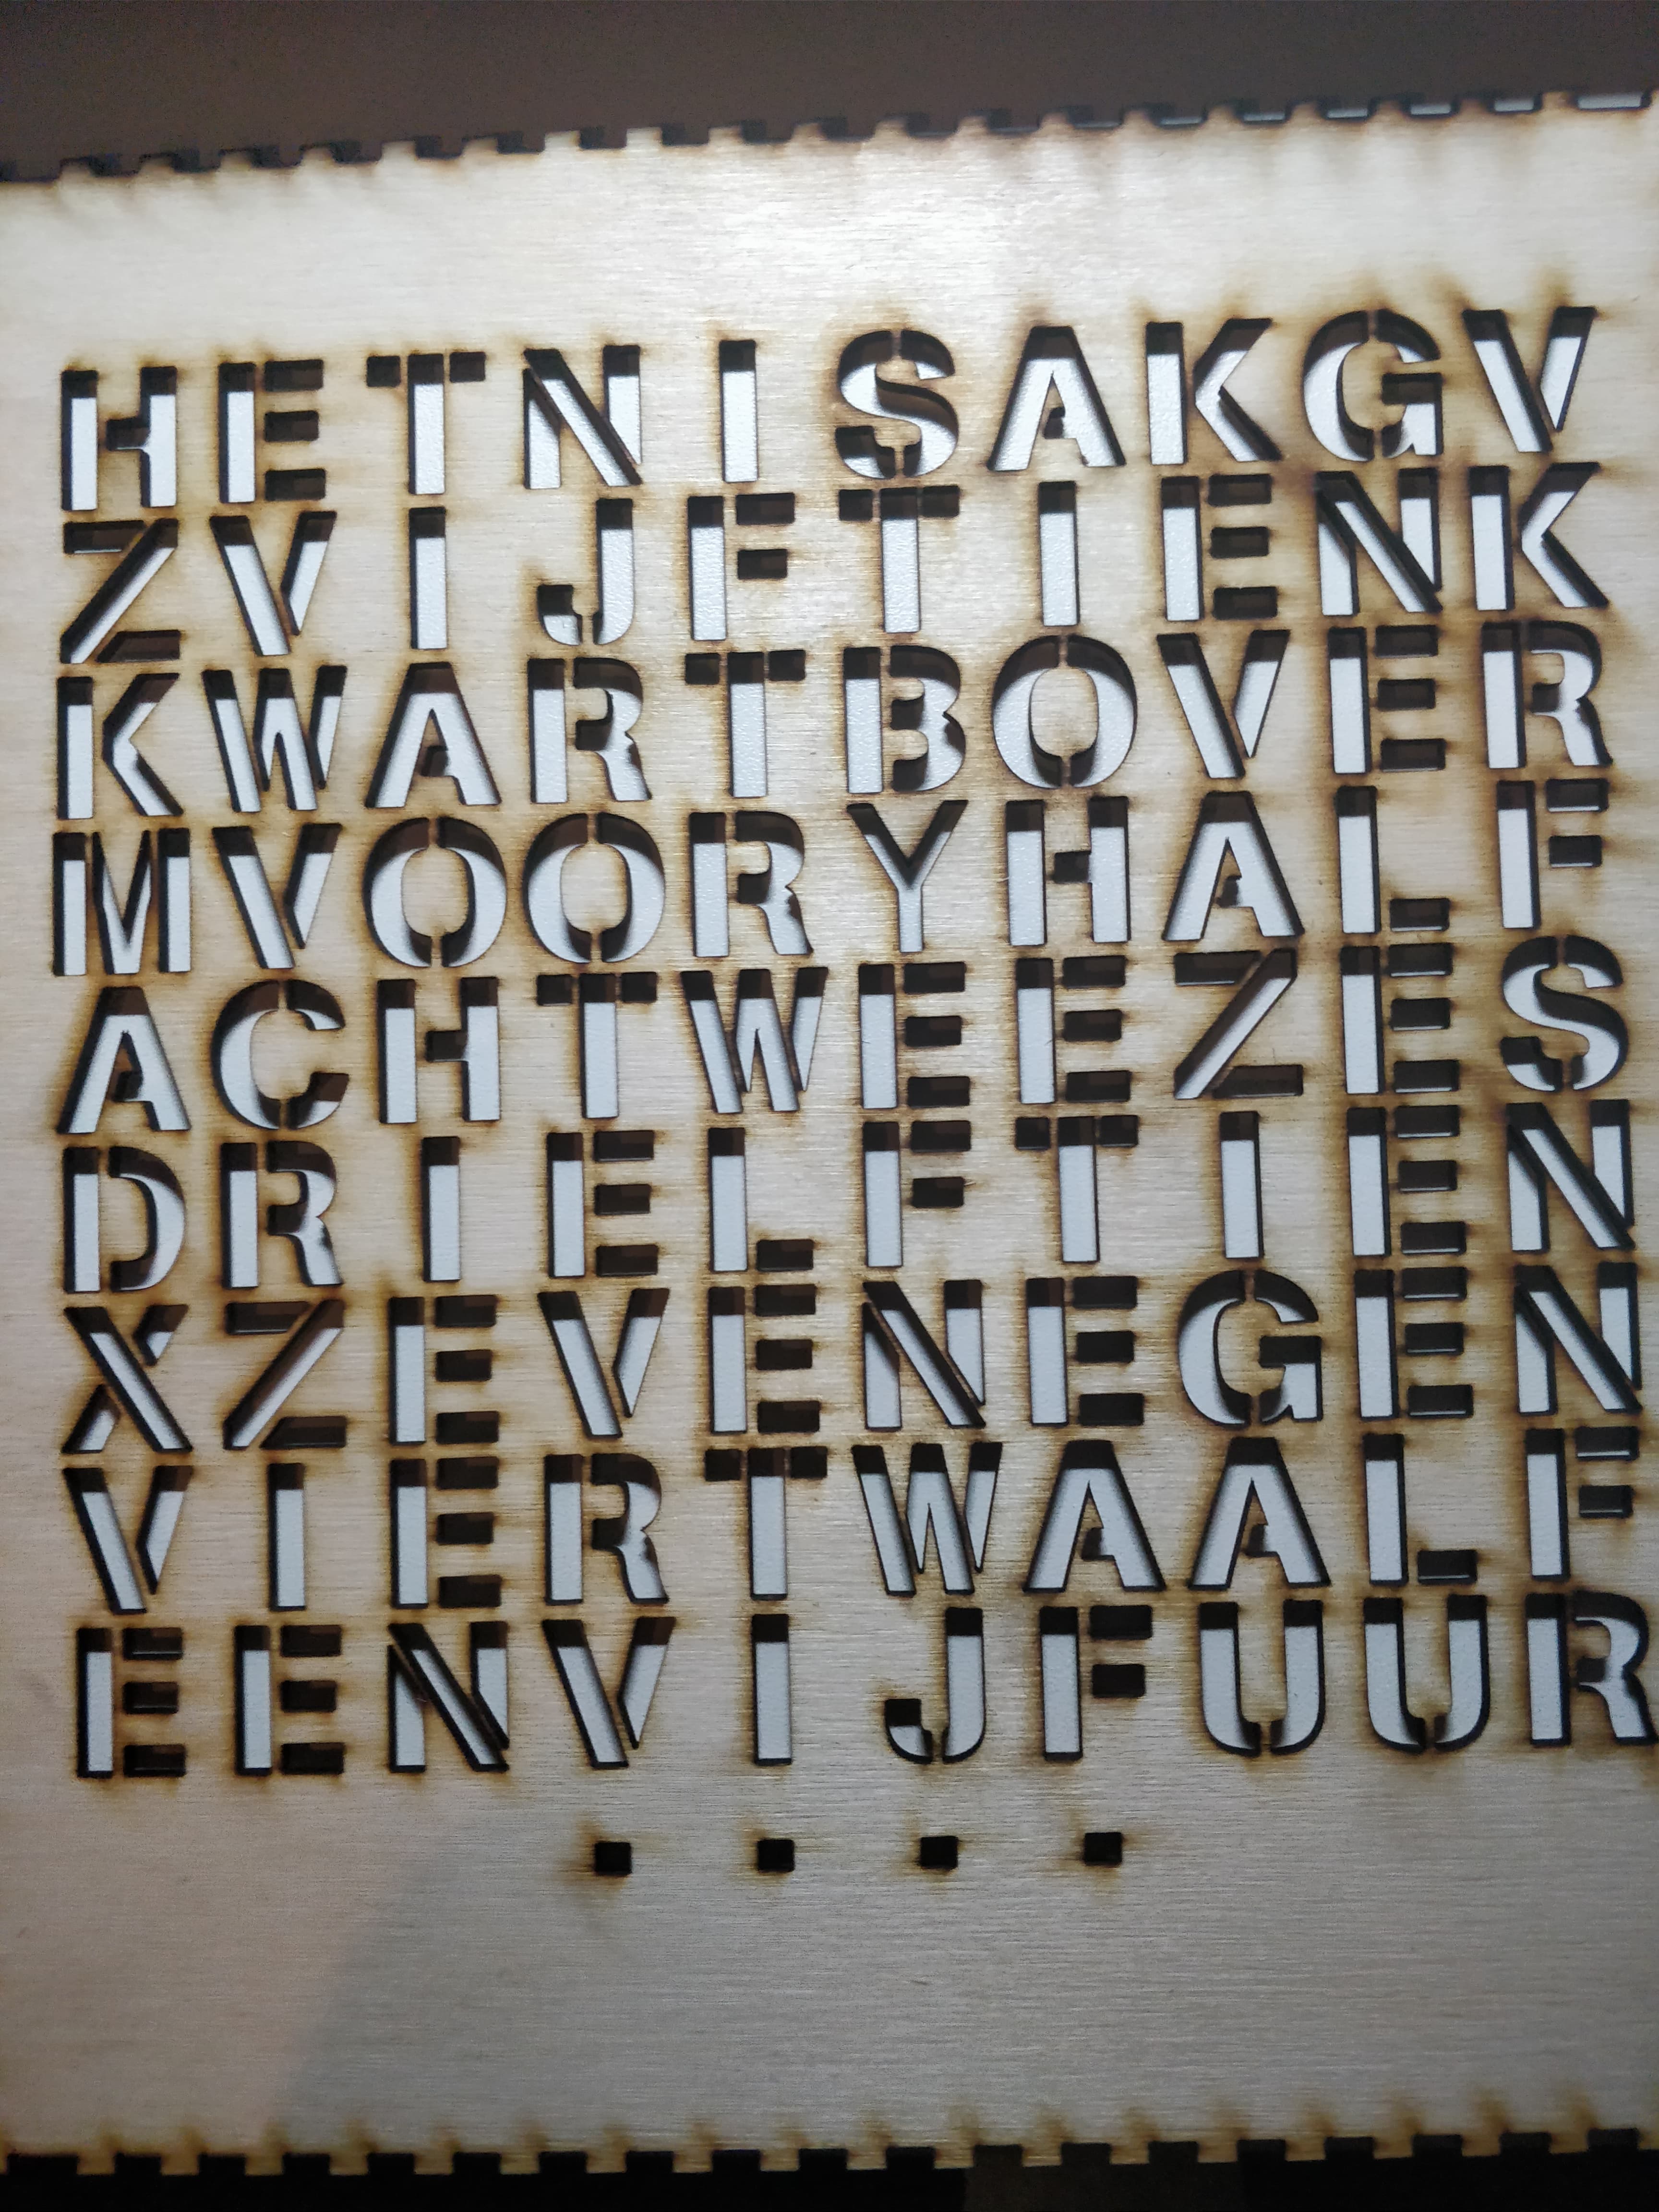 HETNISAKGV
ZVIJFTIENK
KWARTBOVER
MVOORYHALF
ACHTWEEZES
DRIELFTIEN
XZEVENEGEN
VIERTWAALF
EENVIJFUUR